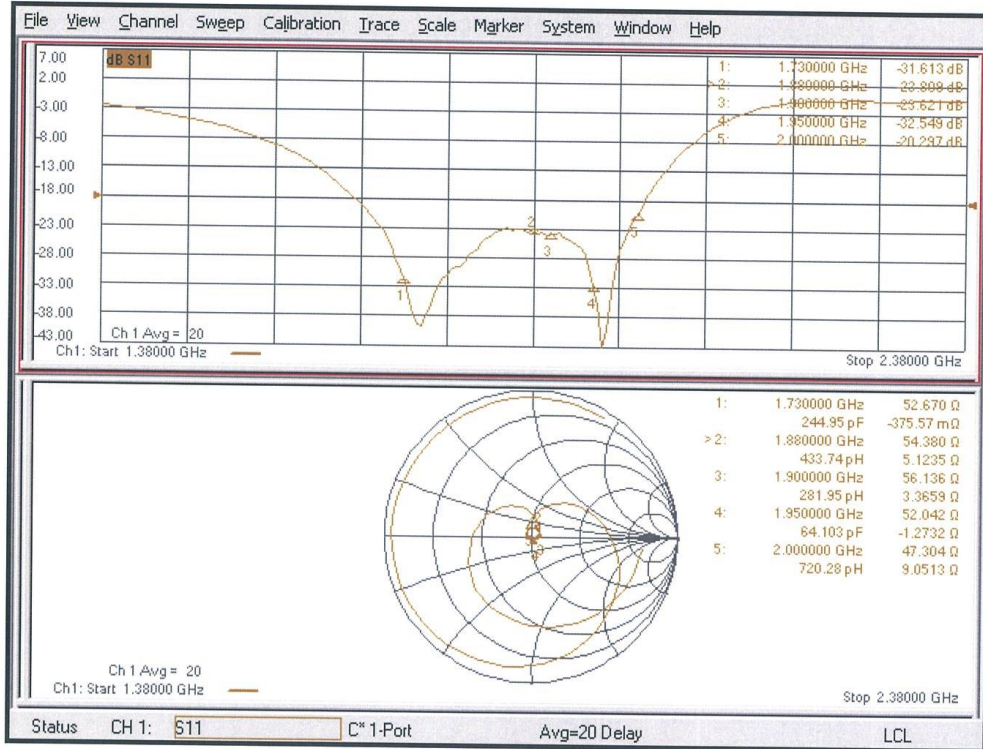 File View Channel Sweep Calibration Trace Scale Marker System Window Help
7.00
2.00
-3.00
-8.00
-13.00
-18.00
-23.00
-28.00
-33.00
-38.00
-43.00
dB S11
1: 1.730000 GHz -31.613 dB
>2: 1.880000 GHz -23.809 dB
3: 1.900000 GHz -23.621 dB
4: 1.950000 GHz -32.549 dB
5: 2.000000 GHz -20.297 dB
1
2
3
4
5
Ch 1 Avg = 20
Ch1: Start 1.38000 GHz
Stop 2.38000 GHz
1: 1.730000 GHz 52.670 Ω
244.95 pF -375.57 mΩ
>2: 1.880000 GHz 54.380 Ω
433.74 pH 5.1235 Ω
3: 1.900000 GHz 56.136 Ω
281.95 pH 3.3659 Ω
4: 1.950000 GHz 52.042 Ω
64.103 pF -1.2732 Ω
5: 2.000000 GHz 47.304 Ω
720.28 pH 9.0513 Ω
Ch 1 Avg = 20
Ch1: Start 1.38000 GHz
Stop 2.38000 GHz
Status CH 1: S11 C* 1-Port Avg=20 Delay LCL